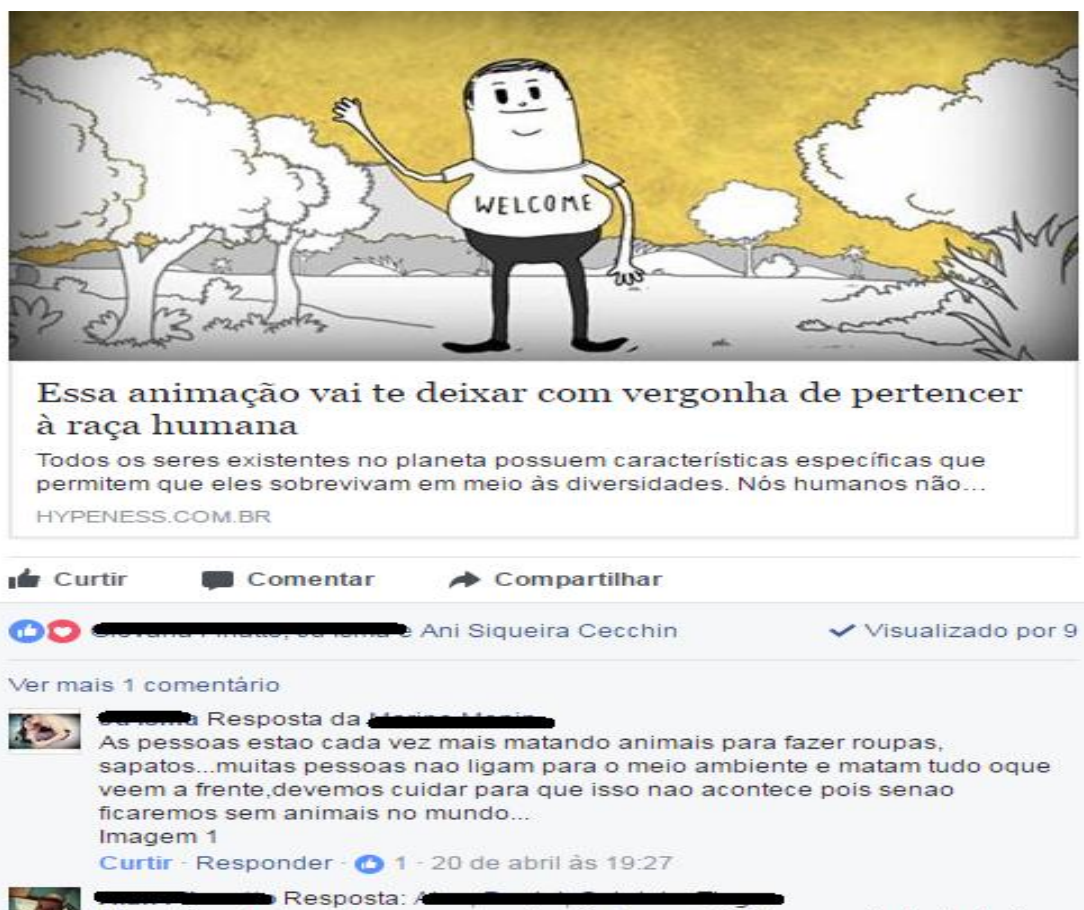 WELCOME
Essa animação vai te deixar com vergonha de pertencer
à raça humana
Todos os seres existentes no planeta possuem características específicas que
permitem que eles sobrevivam em meio às diversidades. Nós humanos não...
HYPENESS.COM.BR
Curtir Comentar Compartilhar
e Ani Siqueira Cecchin Visualizado por 9
Ver mais 1 comentário
Resposta da
As pessoas estao cada vez mais matando animais para fazer roupas,
sapatos...muitas pessoas nao ligam para o meio ambiente e matam tudo oque
veem a frente,devemos cuidar para que isso nao acontece pois senao
ficaremos sem animais no mundo...
Imagem 1
Curtir · Responder · 1 · 20 de abril às 19:27
Resposta: